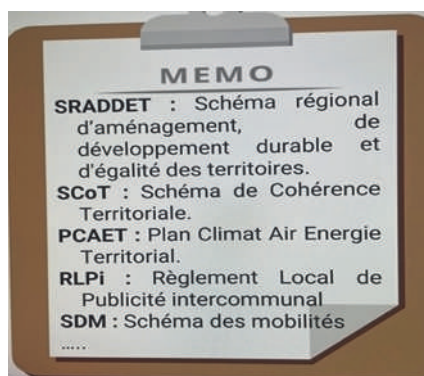 MEMO
SRADDET : Schéma régional
d'aménagement, de
développement durable et
d'égalité des territoires.
SCoT : Schéma de Cohérence
Territoriale.
PCAET : Plan Climat Air Energie
Territorial.
RLPi : Règlement Local de
Publicité intercommunal
SDM : Schéma des mobilités
.....